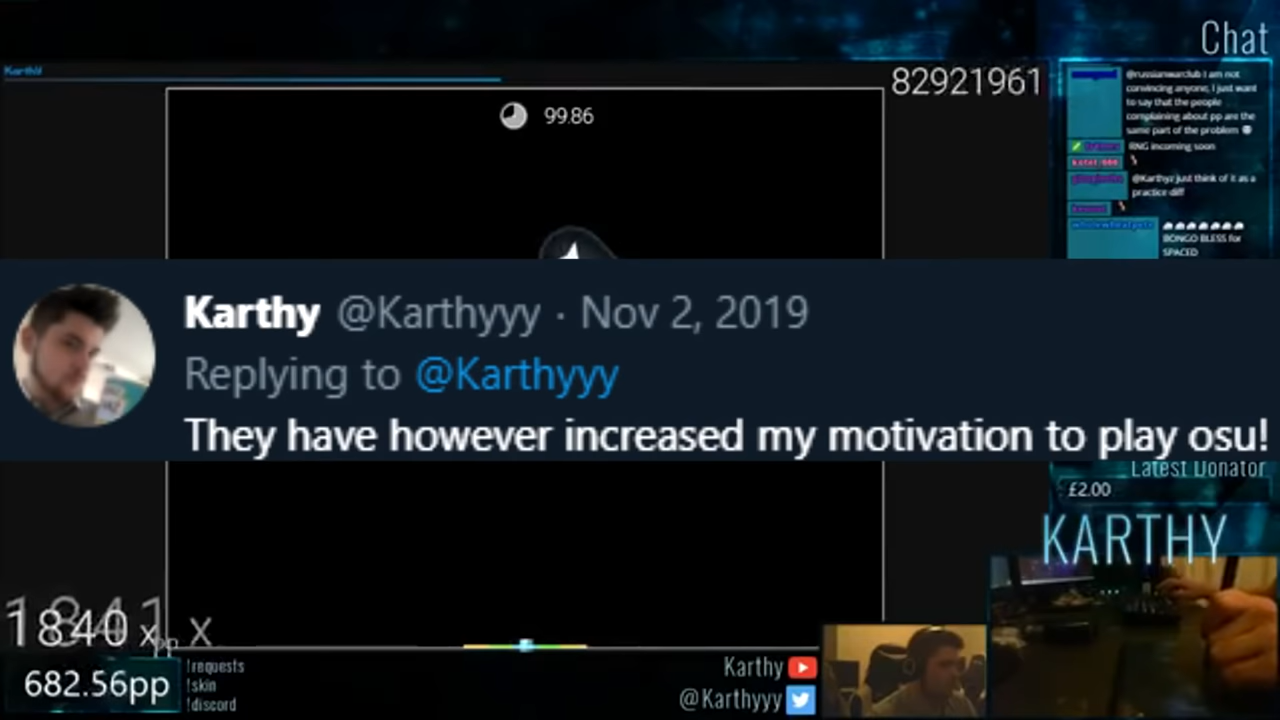 Chat
Karthy
82921961
99.86
@russianwarclub I am not
convincing anyone, I just want
to say that the people
complaining about pp are the
same part of the problem
RNG incoming soon
@Karthyz just think of it as a
practice diff
BONGO BLESS for
SPACED
Karthy @Karthyyy · Nov 2, 2019
Replying to @Karthyyy
They have however increased my motivation to play osu!
Latest Donator
£2.00
KARTHY
1841 x
1840 x
pp
682.56pp
!requests
!skin
!discord
Karthy
@Karthyyy